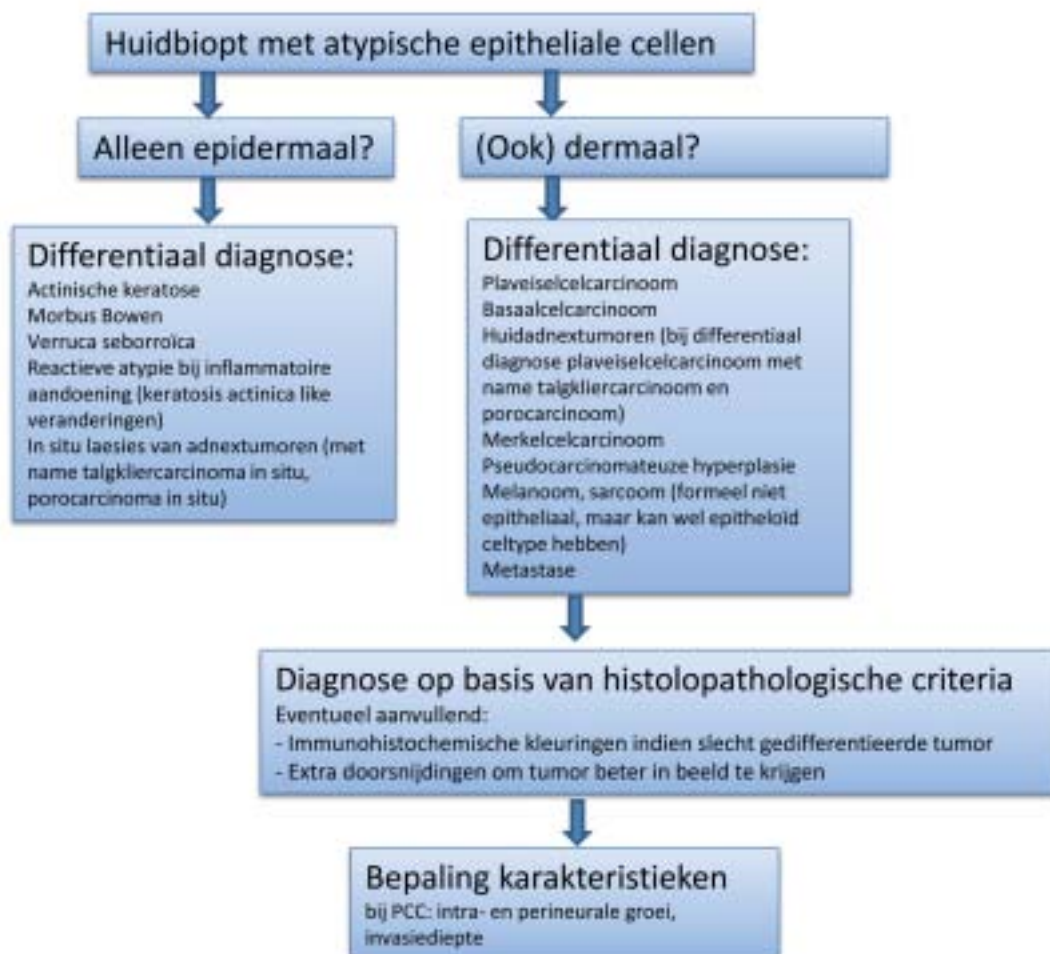 Huidbiopt met atypische epitheliale cellen
Alleen epidermaal?
(Ook) dermaal?
Differentiaal diagnose:
Actinische keratose
Morbus Bowen
Verruca seborroïca
Reactieve atypie bij inflammatoire
aandoening (keratosis actinica like
veranderingen)
In situ laesies van adnextumoren (met
name talgkliercarcinoma in situ,
porocarcinoma in situ)
Differentiaal diagnose:
Plaveiselcelcarcinoom
Basaalcelcarcinoom
Huidadnextumoren (bij differentiaal
diagnose plaveiselcelcarcinoom met
name talgkliercarcinoom en
porocarcinoom)
Merkelcelcarcinoom
Pseudocarcinomateuze hyperplasie
Melanoom, sarcoom (formeel niet
epitheliaal, maar kan wel epitheloïd
celtype hebben)
Metastase
Diagnose op basis van histolopathologische criteria
Eventueel aanvullend:
- Immunohistochemische kleuringen indien slecht gedifferentieerde tumor
- Extra doorsnijdingen om tumor beter in beeld te krijgen
Bepaling karakteristieken
bij PCC: intra- en perineurale groei,
invasiediepte